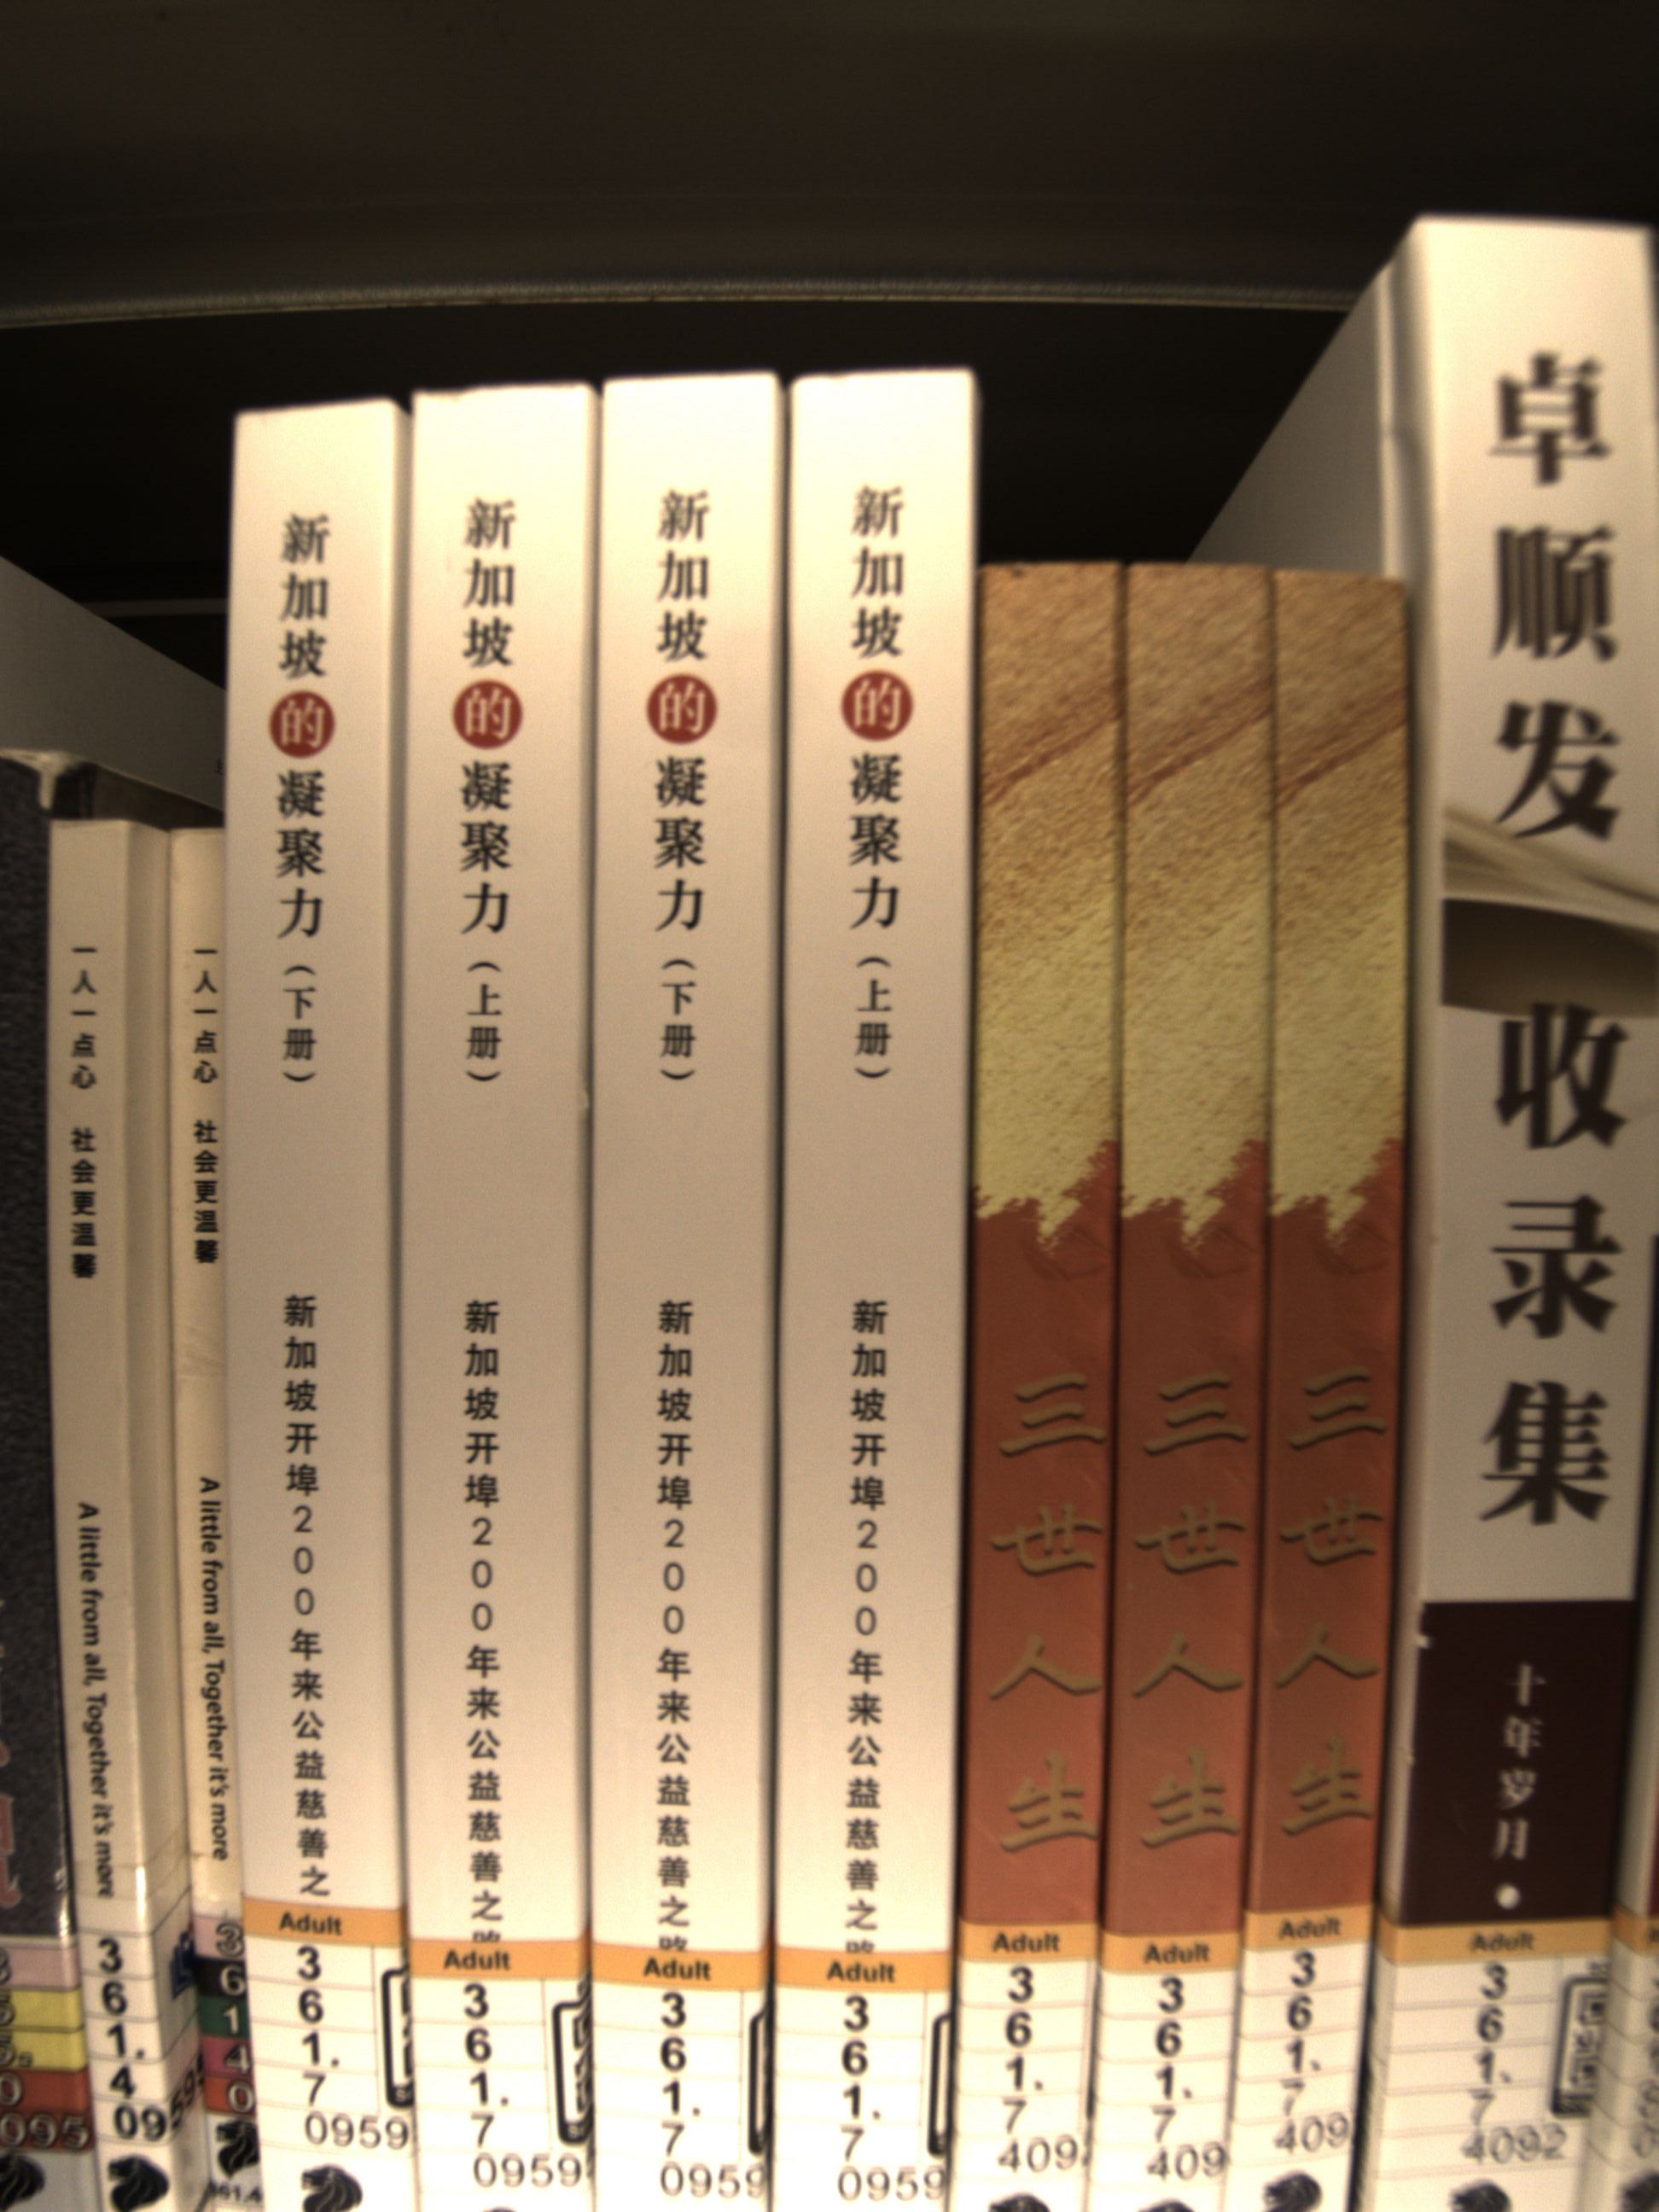 一人一点心 社会更温馨
A little from all, Together it's more
3
6
1.
4
09
一人一点心 社会更温馨
A little from all, Together it's more
3
6
1
4
0
新加坡的凝聚力(下册)
新加坡开埠200年来公益慈善之
Adult
3
6
1.
7
0959
新加坡的凝聚力(上册)
新加坡开埠200年来公益慈善之
Adult
3
6
1.
7
0959
新加坡的凝聚力(下册)
新加坡开埠200年来公益慈善之
Adult
3
6
1.
7
0959
新加坡的凝聚力(上册)
新加坡开埠200年来公益慈善之
Adult
3
6
1.
7
0959
三世人生
Adult
3
6
1.
7
409
三世人生
Adult
3
6
1.
7
409
三世人生
Adult
3
6
1.
7
409
卓顺发 收录集
十年岁月
Adult
3
6
1.
7
4092